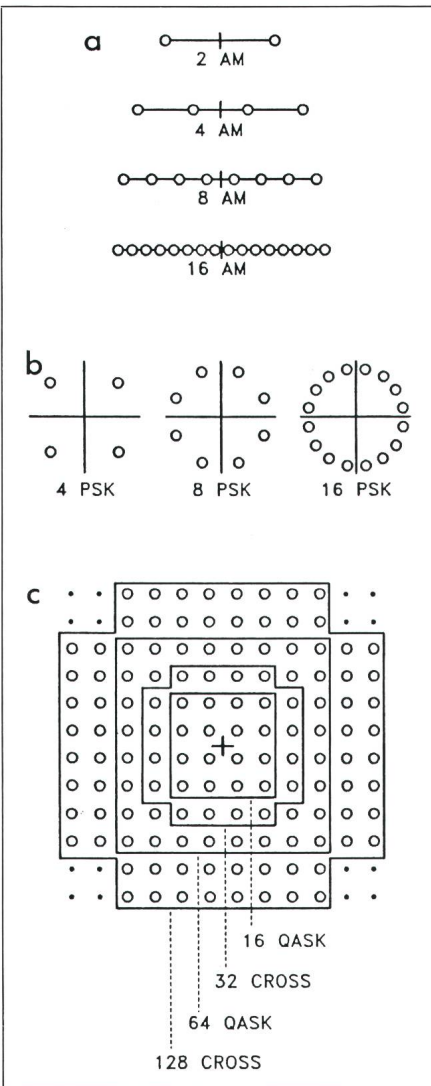 a
2 AM
4 AM
8 AM
16 AM
b
4 PSK
8 PSK
16 PSK
c
16 QASK
32 CROSS
64 QASK
128 CROSS